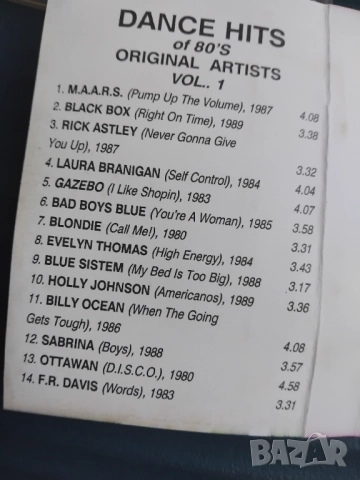 DANCE HITS
of 80'S
ORIGINAL ARTISTS
VOL.. 1
1. M.A.A.R.S. (Pump Up The Volume), 1987 4.08
2. BLACK BOX (Right On Time), 1989 3.38
3. RICK ASTLEY (Never Gonna Give
You Up), 1987 3.32
4. LAURA BRANIGAN (Self Control), 1984 4.04
5. GAZEBO (I Like Shopin), 1983 4.07
6. BAD BOYS BLUE (You're A Woman), 1985 3.58
7. BLONDIE (Call Me!), 1980 3.31
8. EVELYN THOMAS (High Energy), 1984 3.43
9. BLUE SISTEM (My Bed Is Too Big), 1988 3.17
10. HOLLY JOHNSON (Americanos), 1989 3.36
11. BILLY OCEAN (When The Going
Gets Tough), 1986 4.08
12. SABRINA (Boys), 1988 3.57
13. OTTAWAN (D.I.S.C.O.), 1980 4.58
14. F.R. DAVIS (Words), 1983 3.31
BAZAR